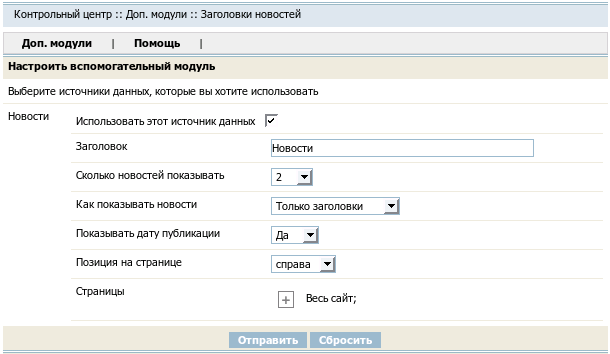 Контрольный центр :: Доп. модули :: Заголовки новостей
Доп. модули | Помощь |
Настроить вспомогательный модуль
Выберите источники данных, которые вы хотите использовать
Новости Использовать этот источник данных
Заголовок Новости
Сколько новостей показывать 2
Как показывать новости Только заголовки
Показывать дату публикации Да
Позиция на странице справа
Страницы + Весь сайт;
Отправить Сбросить